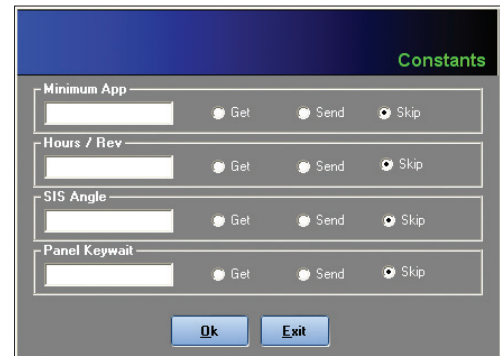 Constants
Minimum App
Get Send Skip
Hours / Rev
Get Send Skip
SIS Angle
Get Send Skip
Panel Keywait
Get Send Skip
Ok Exit